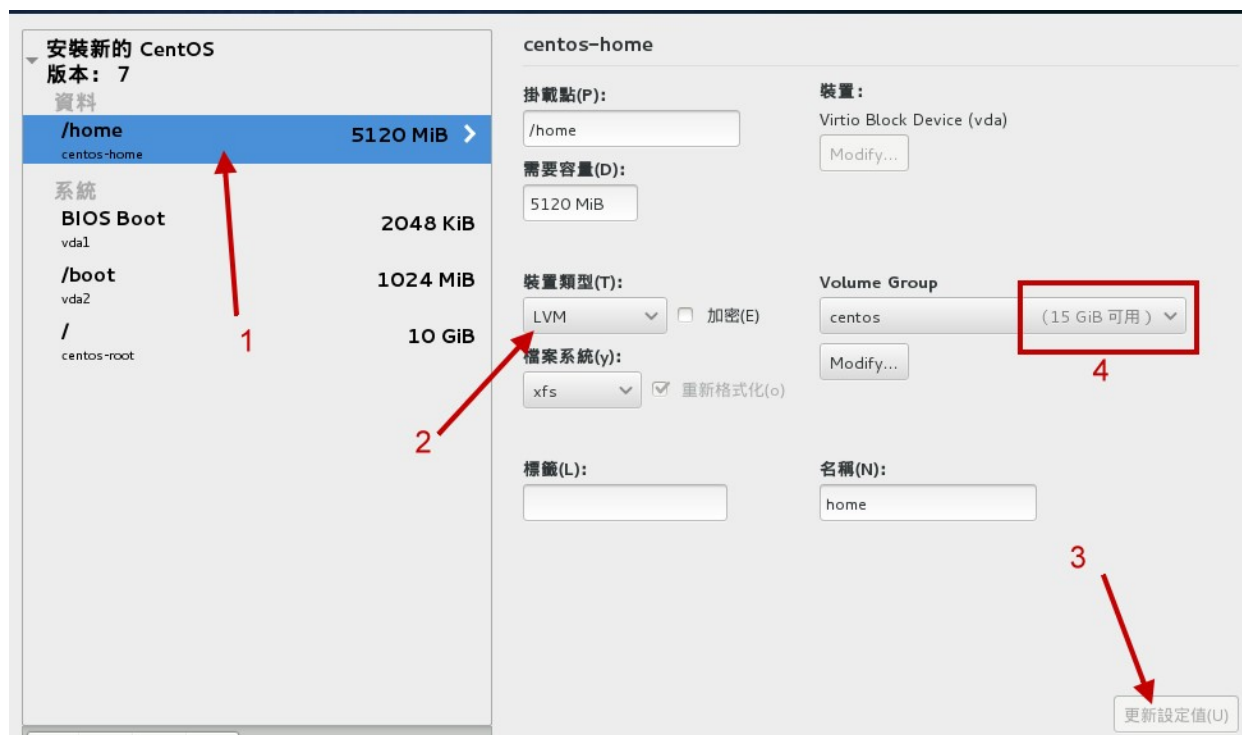 安裝新的 CentOS
版本： 7
資料
/home
5120 MiB
centos-home
系統
BIOS Boot
2048 KiB
vda1
/boot
1024 MiB
vda2
/
10 GiB
centos-root
1
2
centos-home
掛載點(P):
/home
裝置：
Virtio Block Device (vda)
Modify...
需要容量(D):
5120 MiB
裝置類型(T):
LVM
加密(E)
Volume Group
centos
(15 GiB 可用)
檔案系統(y):
xfs
重新格式化(o)
Modify...
4
標籤(L):
名稱(N):
home
3
更新設定值(U)